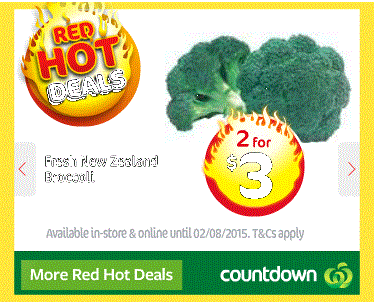 RED
HOT
DEALS
2 for
$3
Fresh New Zealand
Broccoli
Available in-store & online until 02/08/2015. T&Cs apply
More Red Hot Deals
countdown